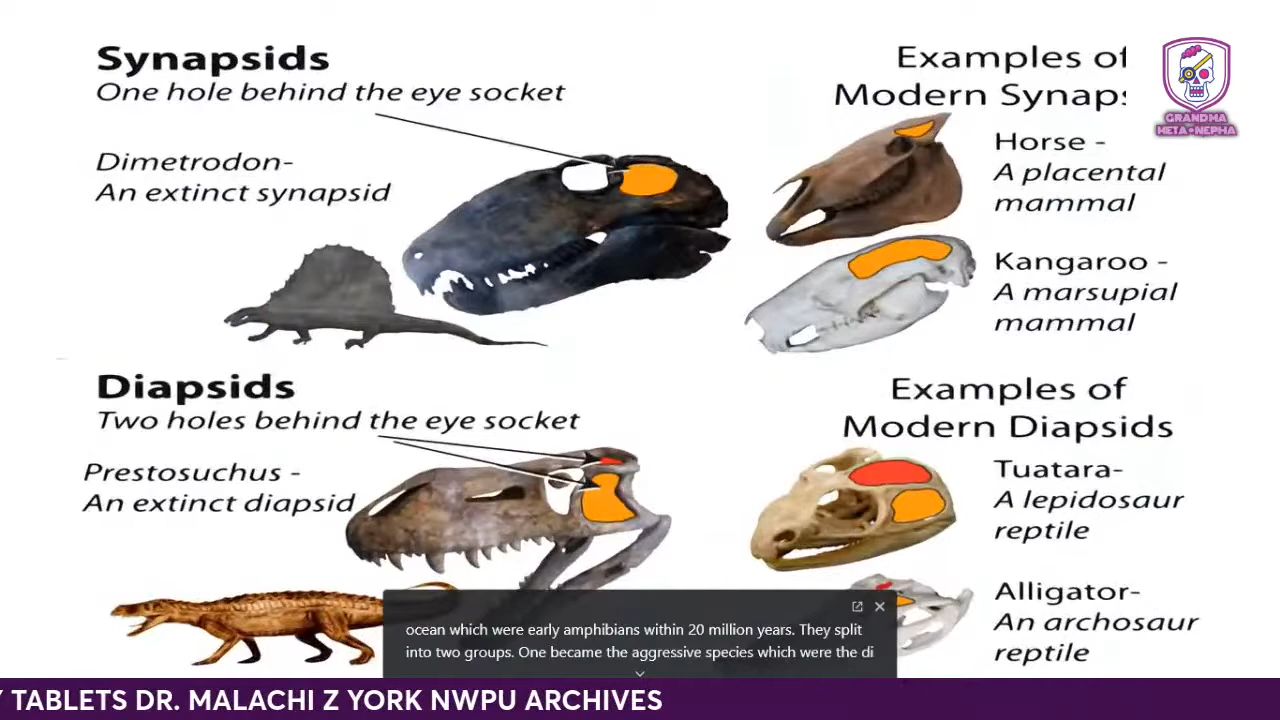 Synapsids
One hole behind the eye socket
Dimetrodon-
An extinct synapsid
Examples of
Modern Synaps
Horse -
A placental
mammal
Kangaroo -
A marsupial
mammal
GRANDMA
META-NEPHA
Diapsids
Two holes behind the eye socket
Prestosuchus -
An extinct diapsid
Examples of
Modern Diapsids
Tuatara-
A lepidosaur
reptile
Alligator-
An archosaur
reptile
ocean which were early amphibians within 20 million years. They split
into two groups. One became the aggressive species which were the di
Y TABLETS DR. MALACHI Z YORK NWPU ARCHIVES